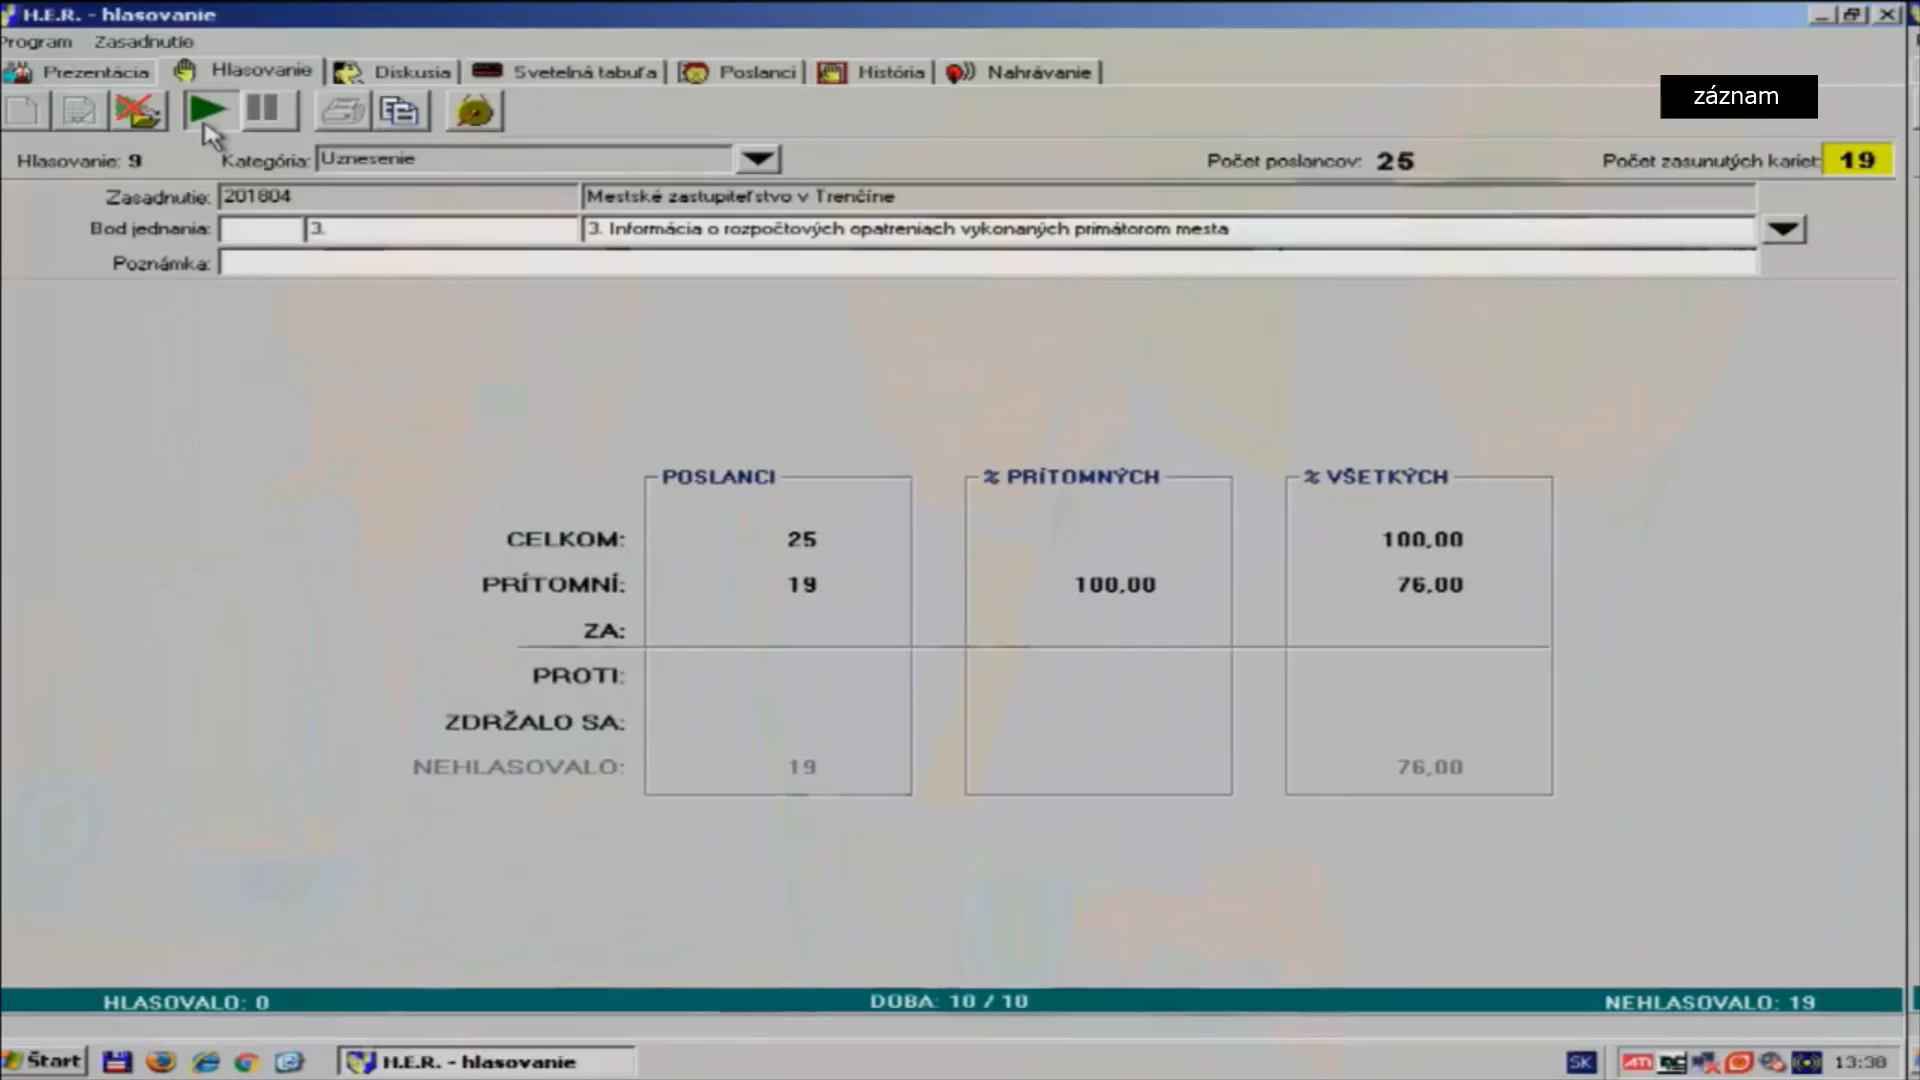 H.E.R. - hlasovanie
Program Zasadnutie
Prezentácia Hlasovanie Diskusia Svetelná tabuľa Poslanci História Nahrávanie
záznam
Hlasovanie: 9 Kategória: Uznesenie Počet poslancov: 25 Počet zasunutých kariet: 19
Zasadnutie: 201804 Mestské zastupiteľstvo v Trenčíne
Bod jednania: 3. 3. Informácia o rozpočtových opatreniach vykonaných primátorom mesta
Poznámka:
POSLANCI % PRÍTOMNÝCH % VŠETKÝCH
CELKOM: 25 100,00
PRÍTOMNÍ: 19 100,00 76,00
ZA:
PROTI:
ZDRŽALO SA:
NEHLASOVALO: 19 76,00
HLASOVALO: 0 DOBA: 10 / 10 NEHLASOVALO: 19
Štart H.E.R. - hlasovanie SK ATI 13:38